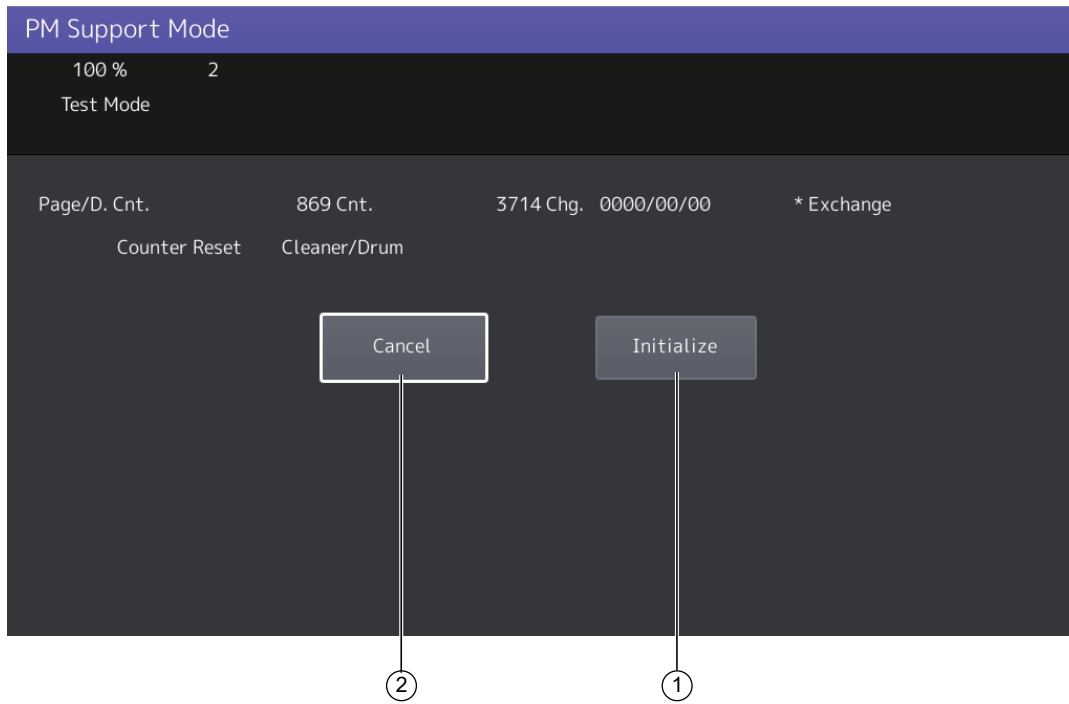 PM Support Mode
100 % 2
Test Mode
Page/D. Cnt. 869 Cnt. 3714 Chg. 0000/00/00 * Exchange
Counter Reset Cleaner/Drum
Cancel Initialize
2 1